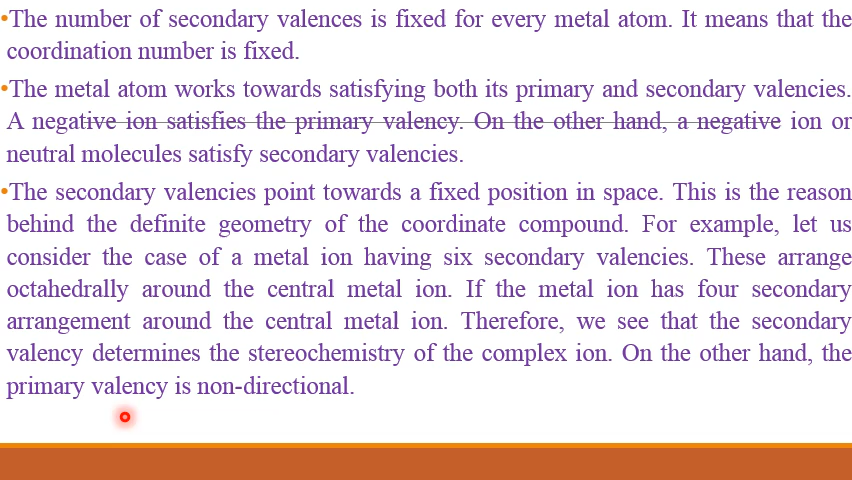 •The number of secondary valences is fixed for every metal atom. It means that the
coordination number is fixed.
•The metal atom works towards satisfying both its primary and secondary valencies.
A negative ion satisfies the primary valency. On the other hand, a negative ion or
neutral molecules satisfy secondary valencies.
•The secondary valencies point towards a fixed position in space. This is the reason
behind the definite geometry of the coordinate compound. For example, let us
consider the case of a metal ion having six secondary valencies. These arrange
octahedrally around the central metal ion. If the metal ion has four secondary
arrangement around the central metal ion. Therefore, we see that the secondary
valency determines the stereochemistry of the complex ion. On the other hand, the
primary valency is non-directional.